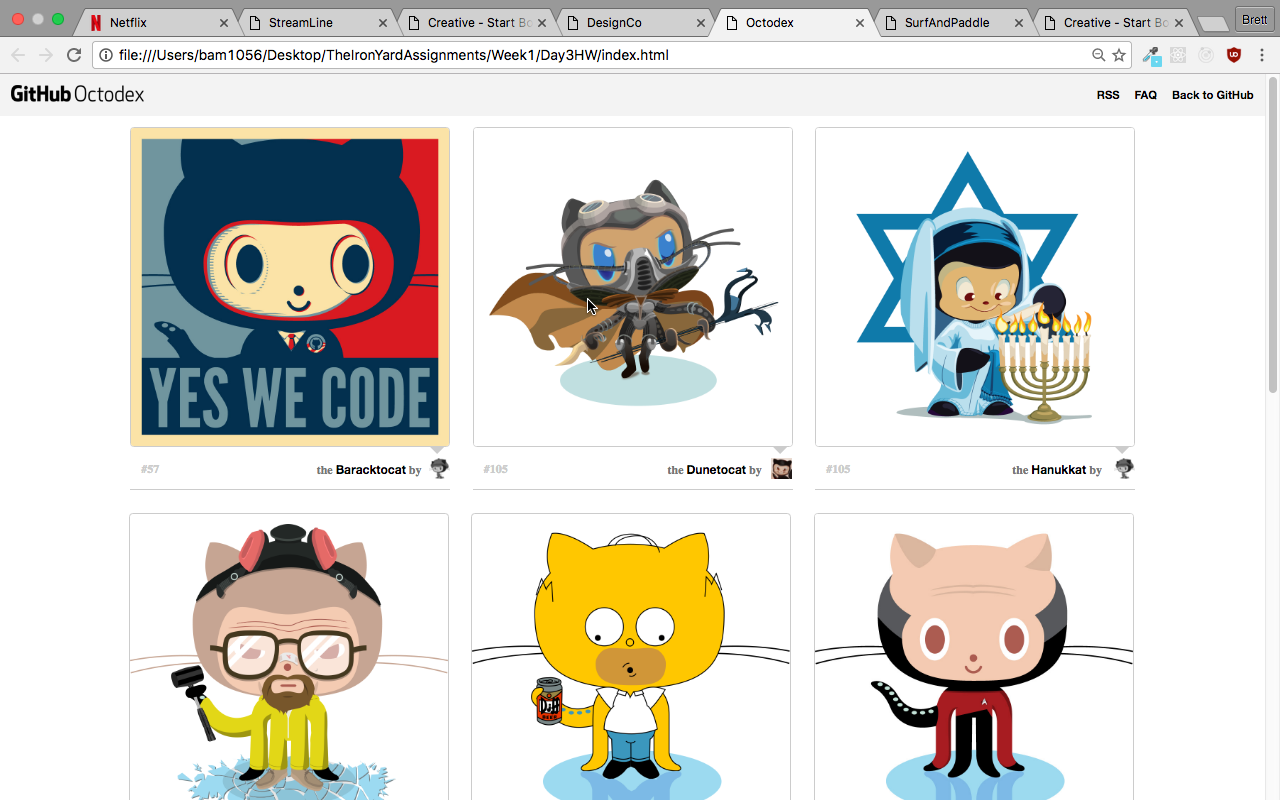 Netflix
StreamLine
Creative - Start Bo
DesignCo
Octodex
SurfAndPaddle
Creative - Start Bo
Brett
file:///Users/bam1056/Desktop/TheIronYardAssignments/Week1/Day3HW/index.html
GitHub Octodex
RSS FAQ Back to GitHub
YES WE CODE
#57 the Baracktocat by
#105 the Dunetocat by
#105 the Hanukkat by
Duff
BEER